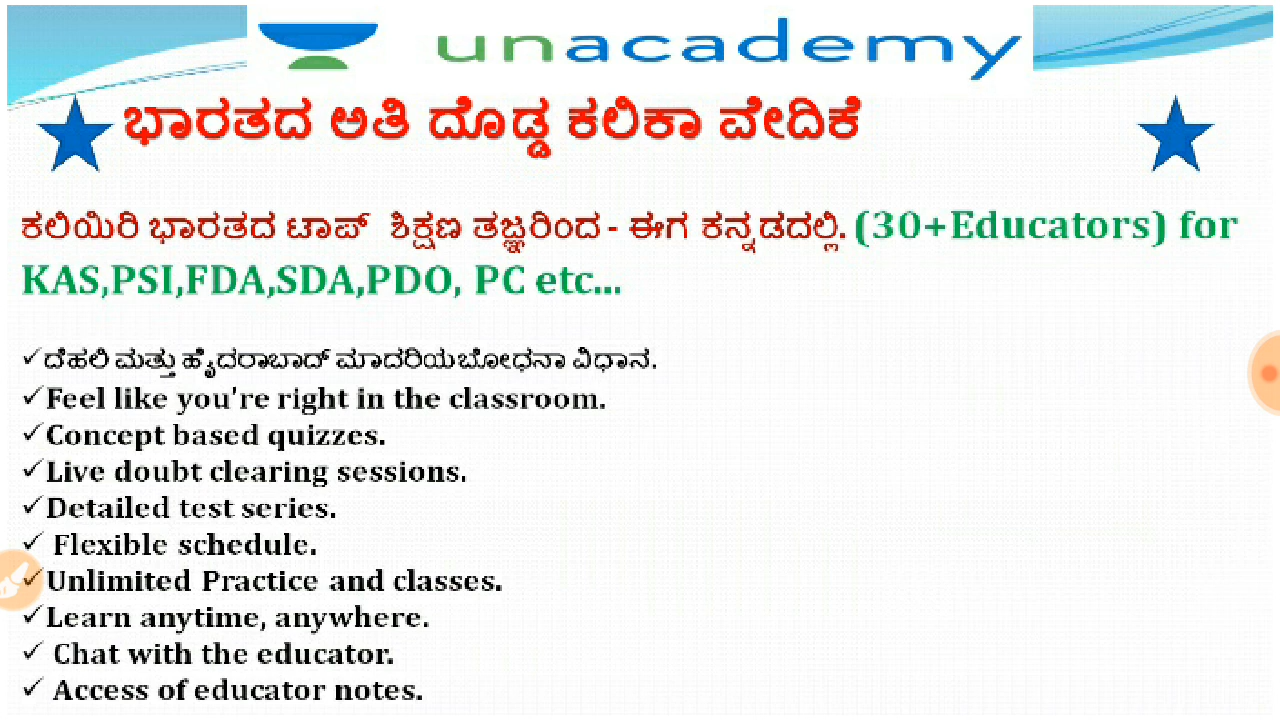 unacademy
ಭಾರತದ ಅತಿ ದೊಡ್ಡ ಕಲಿಕಾ ವೇದಿಕೆ
ಕಲಿಯಿರಿ ಭಾರತದ ಟಾಪ್ ಶಿಕ್ಷಣ ತಜ್ಞರಿಂದ - ಈಗ ಕನ್ನಡದಲ್ಲಿ. (30+Educators) for
KAS,PSI,FDA,SDA,PDO, PC etc...
✓ದೆಹಲಿ ಮತ್ತು ಹೈದರಾಬಾದ್ ಮಾದರಿಯ ಬೋಧನಾ ವಿಧಾನ.
✓Feel like you're right in the classroom.
✓Concept based quizzes.
✓Live doubt clearing sessions.
✓Detailed test series.
✓ Flexible schedule.
✓Unlimited Practice and classes.
✓Learn anytime, anywhere.
✓ Chat with the educator.
✓ Access of educator notes.